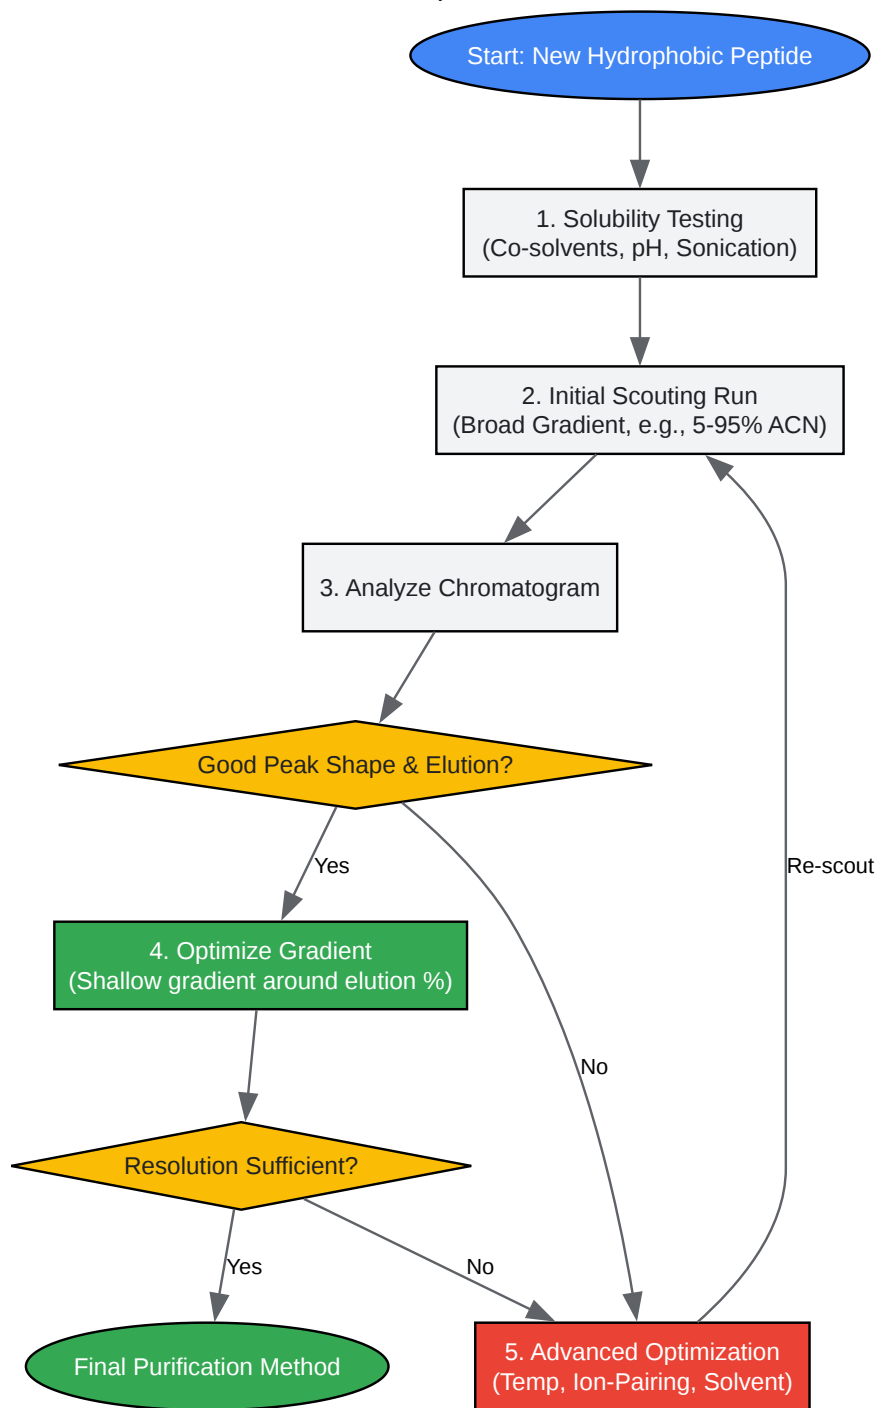 Start: New Hydrophobic Peptide
1. Solubility Testing
(Co-solvents, pH, Sonication)
2. Initial Scouting Run
(Broad Gradient, e.g., 5-95% ACN)
3. Analyze Chromatogram
Good Peak Shape & Elution?
Yes
Re-scout
4. Optimize Gradient
(Shallow gradient around elution %)
No
Resolution Sufficient?
Yes
No
Final Purification Method
5. Advanced Optimization
(Temp, Ion-Pairing, Solvent)